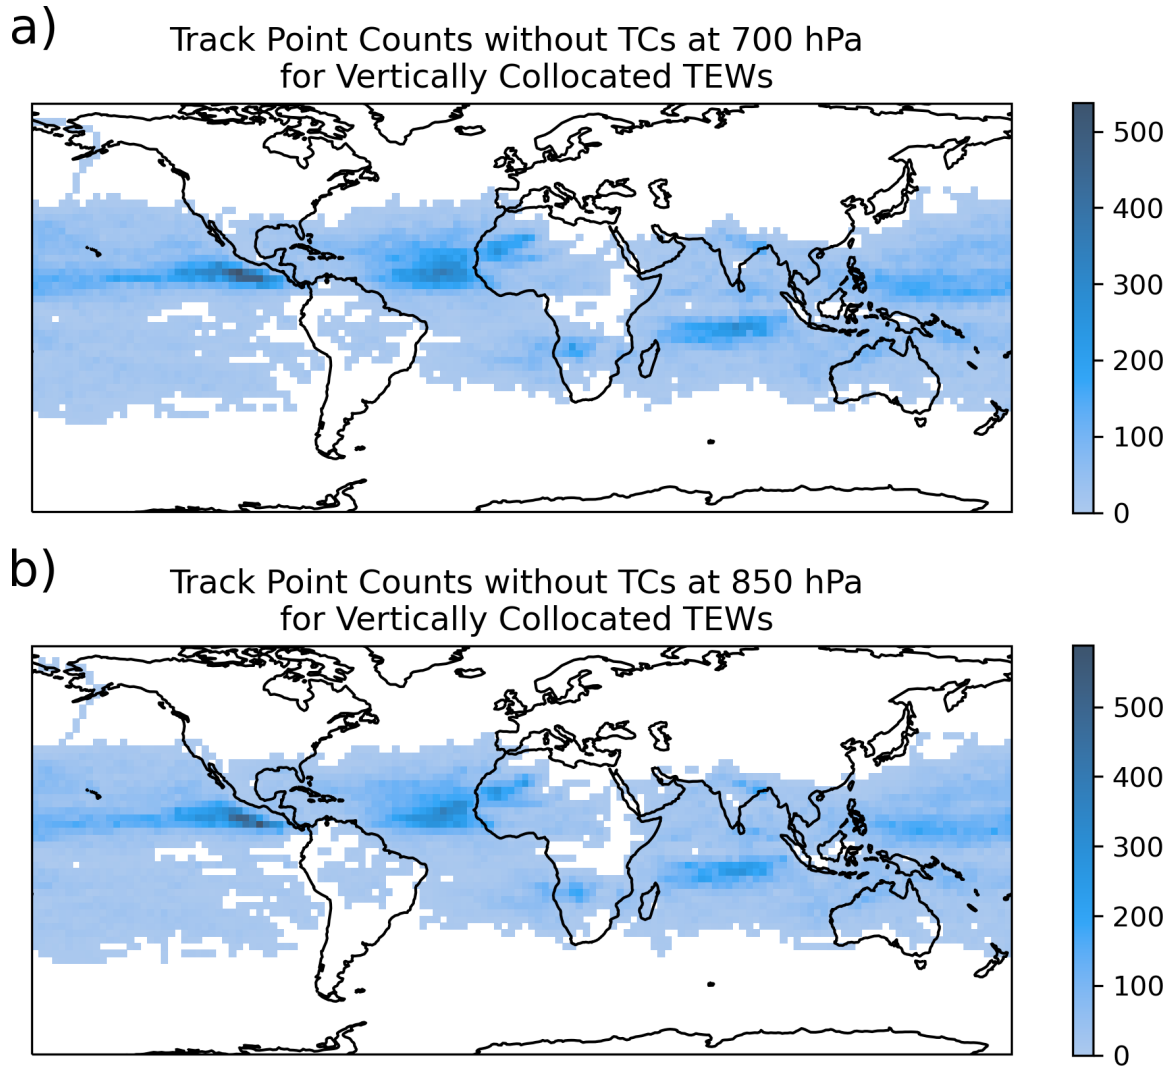 a)
Track Point Counts without TCs at 700 hPa
for Vertically Collocated TEWs
500
400
300
200
100
0
b)
Track Point Counts without TCs at 850 hPa
for Vertically Collocated TEWs
500
400
300
200
100
0